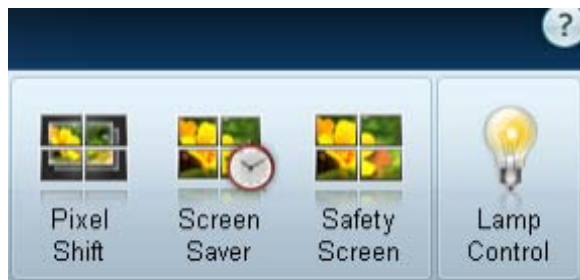 ?
Pixel
Shift
Screen
Saver
Safety
Screen
Lamp
Control